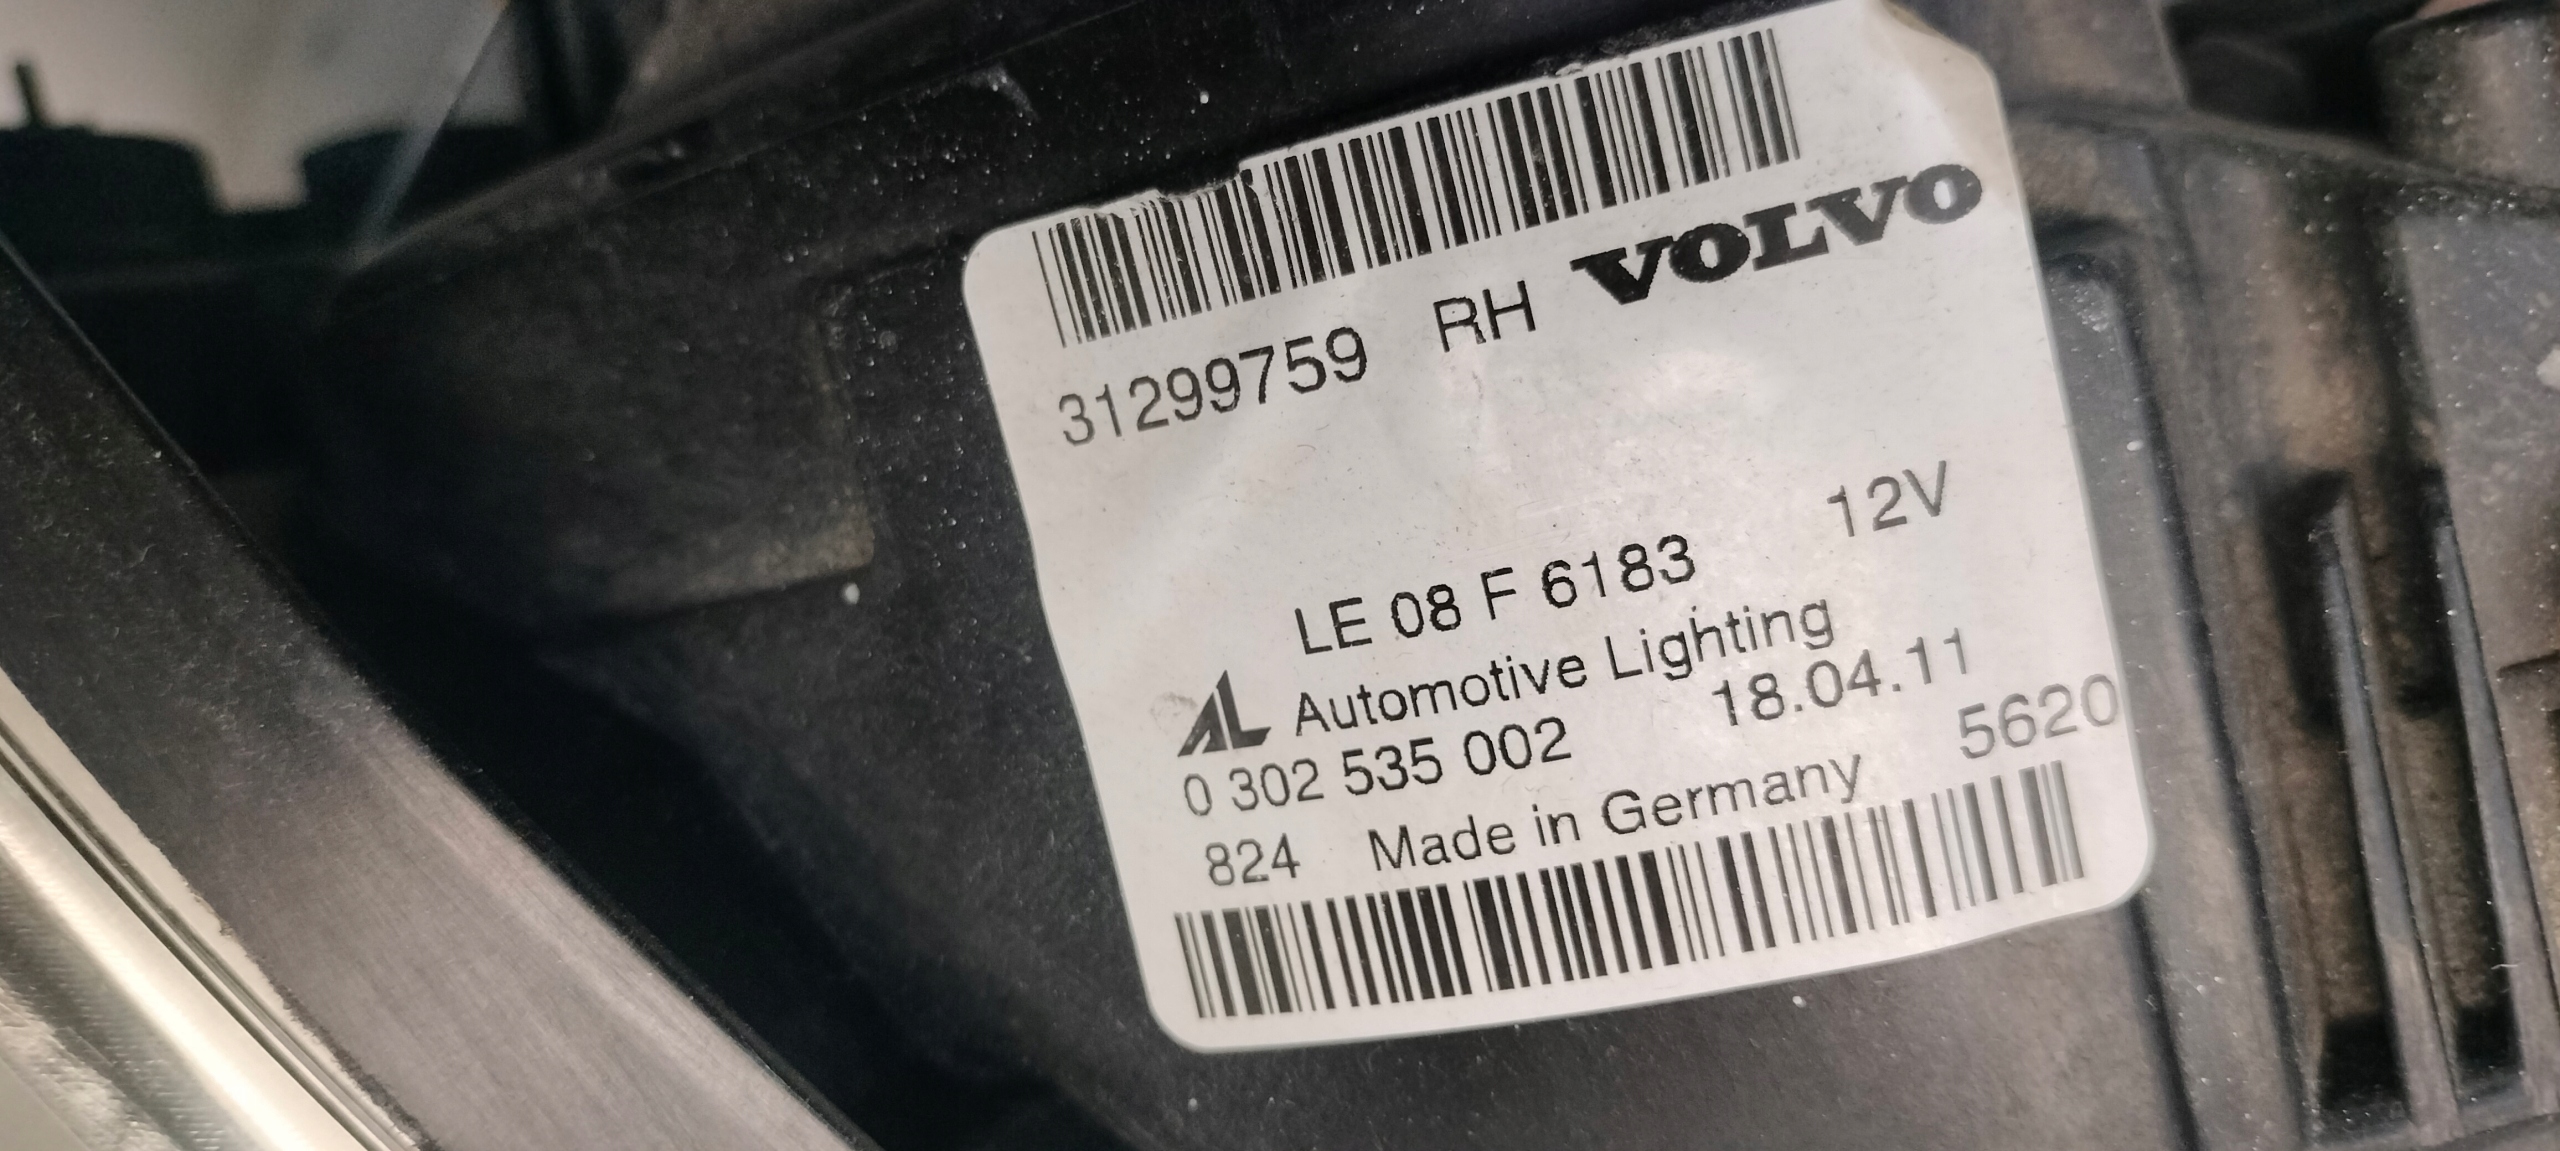 31299759 RH VOLVO
12V
LE 08 F 6183
AL Automotive Lighting
0 302 535 002 18.04.11
824 Made in Germany 5620